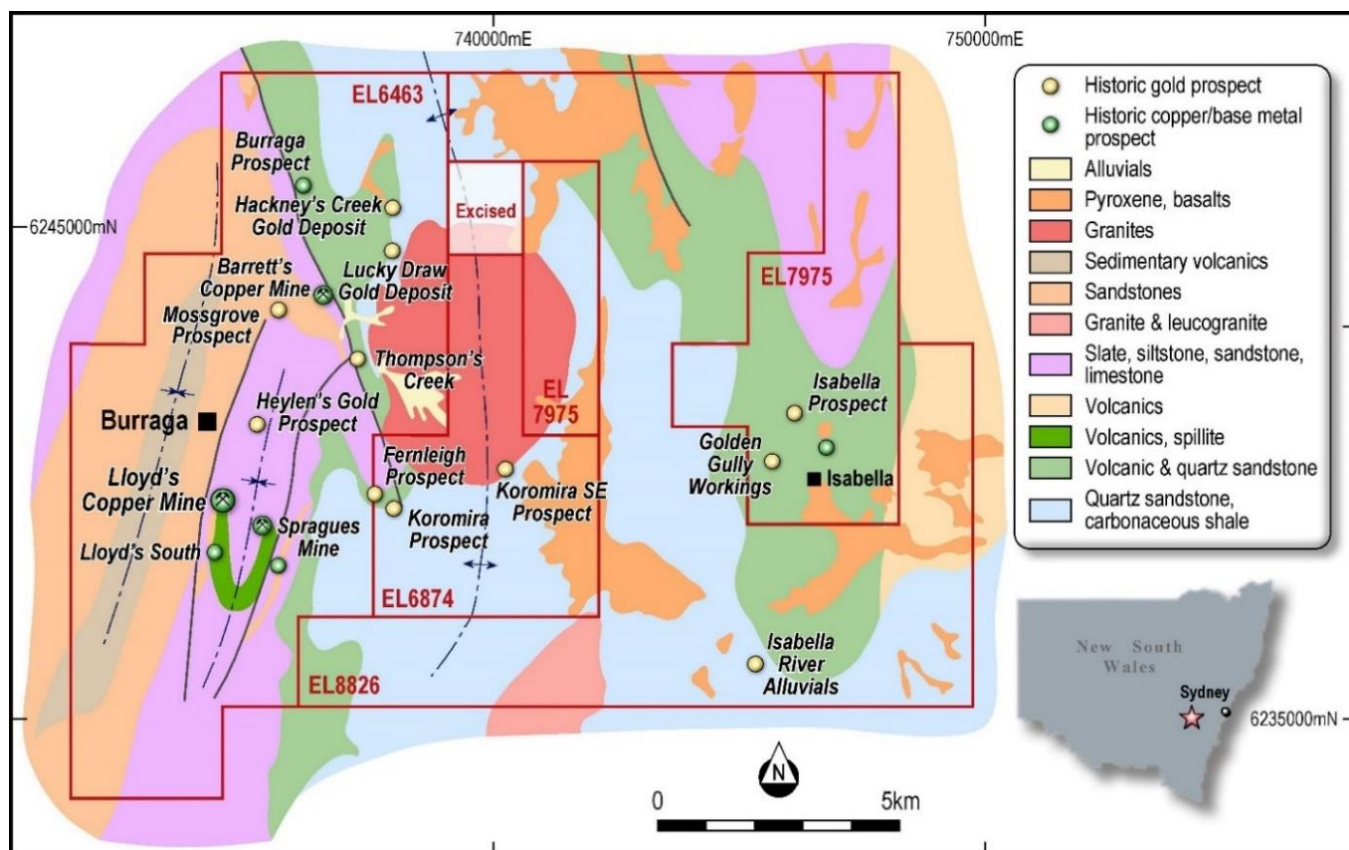 740000mE
750000mE
EL6463
Burraga
Prospect
Hackney's Creek
Gold Deposit
Excised
6245000mN
Barrett's
Copper Mine
Lucky Draw
Gold Deposit
EL7975
Mossgrove
Prospect
Thompson's
Creek
EL
7975
Isabella
Prospect
Heylen's Gold
Prospect
Burraga
Golden
Gully
Workings
Isabella
Fernleigh
Prospect
Koromira SE
Prospect
Lloyd's
Copper Mine
Koromira
Prospect
Spragues
Mine
Lloyd's South
EL6874
Isabella
River
Alluvials
EL8826
N
0
5km
Historic gold prospect
Historic copper/base metal
prospect
Alluvials
Pyroxene, basalts
Granites
Sedimentary volcanics
Sandstones
Granite & leucogranite
Slate, siltstone, sandstone,
limestone
Volcanics
Volcanics, spillite
Volcanic & quartz sandstone
Quartz sandstone,
carbonaceous shale
New South
Wales
Sydney
6235000mN